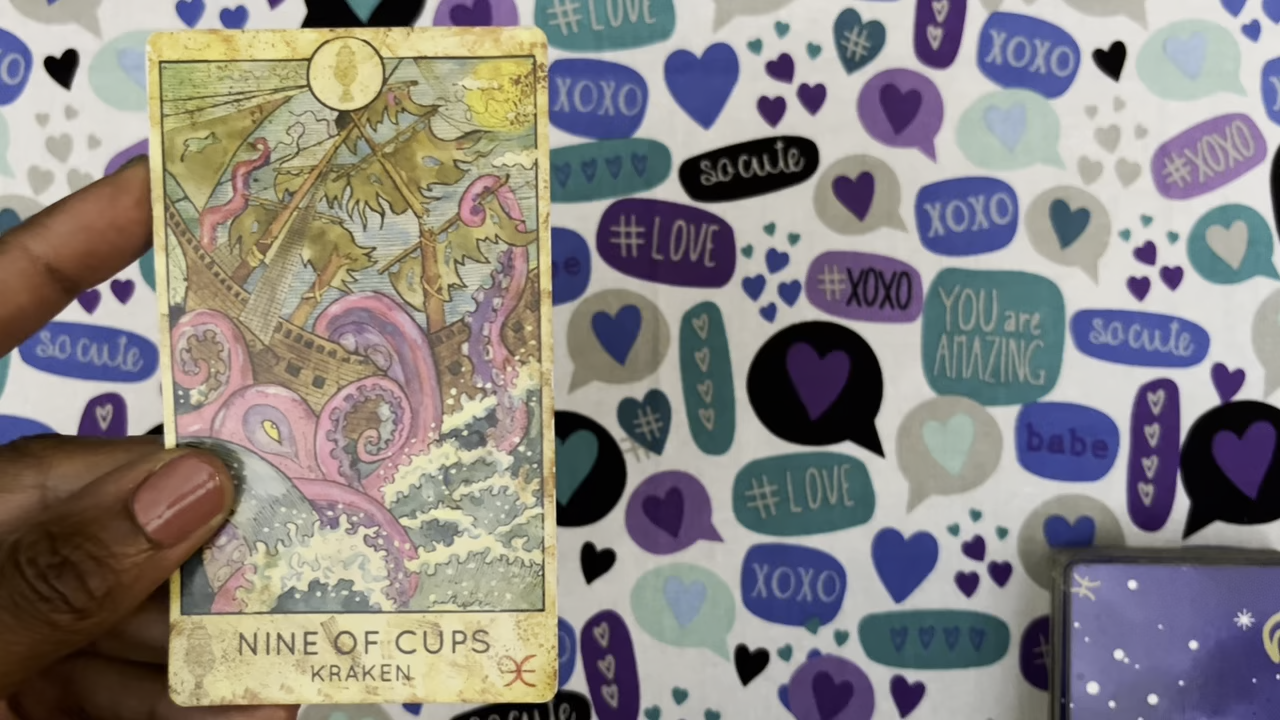 NINE OF CUPS
KRAKEN
#LOVE
XOXO
#
XOXO
XOXO
so cute
#XOXO
XOXO
#LOVE
#XOXO
YOU are
AMAZING
so cute
so cute
#
babe
#LOVE
XOXO
so cute